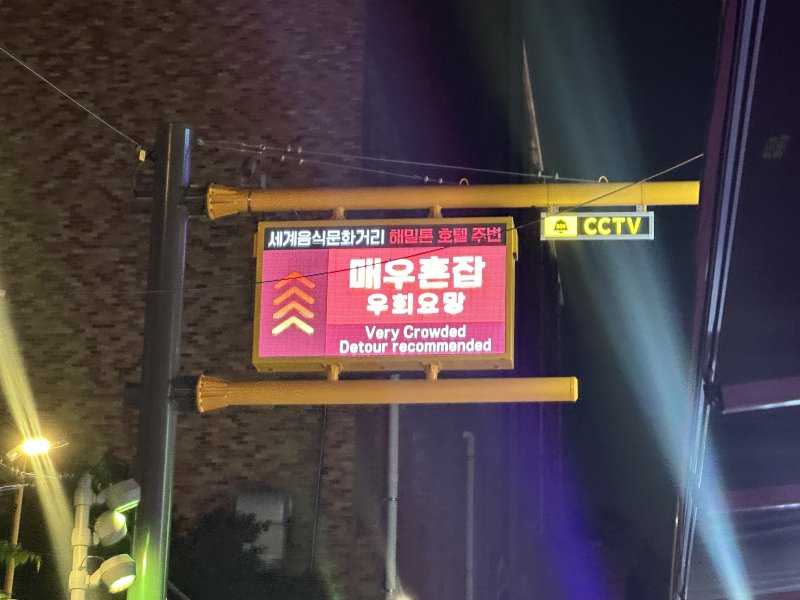 세계음식문화거리 해밀톤 호텔 주변
매우혼잡
우회요망
Very Crowded
Detour recommended
CCTV